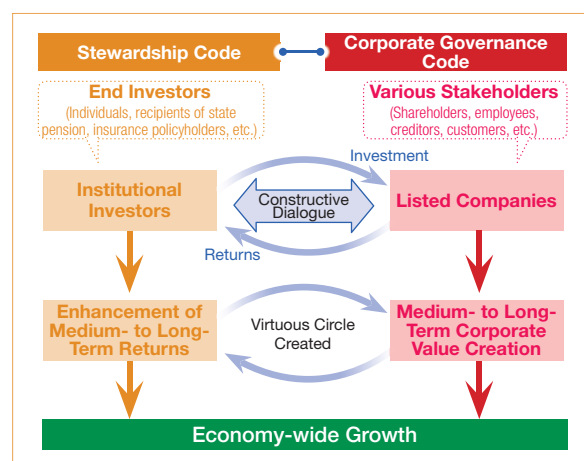 Stewardship Code
Corporate Governance
Code
End Investors
(Individuals, recipients of state
pension, insurance policyholders, etc.)
Various Stakeholders
(Shareholders, employees,
creditors, customers, etc.)
Investment
Institutional
Investors
Constructive
Dialogue
Listed Companies
Returns
Enhancement of
Medium- to Long-
Term Returns
Virtuous Circle
Created
Medium- to Long-
Term Corporate
Value Creation
Economy-wide Growth